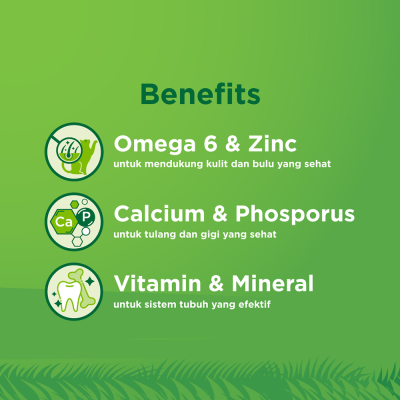 Benefits
Omega 6 & Zinc
untuk mendukung kulit dan bulu yang sehat
Ca
P
Calcium & Phosporus
untuk tulang dan gigi yang sehat
Vitamin & Mineral
untuk sistem tubuh yang efektif